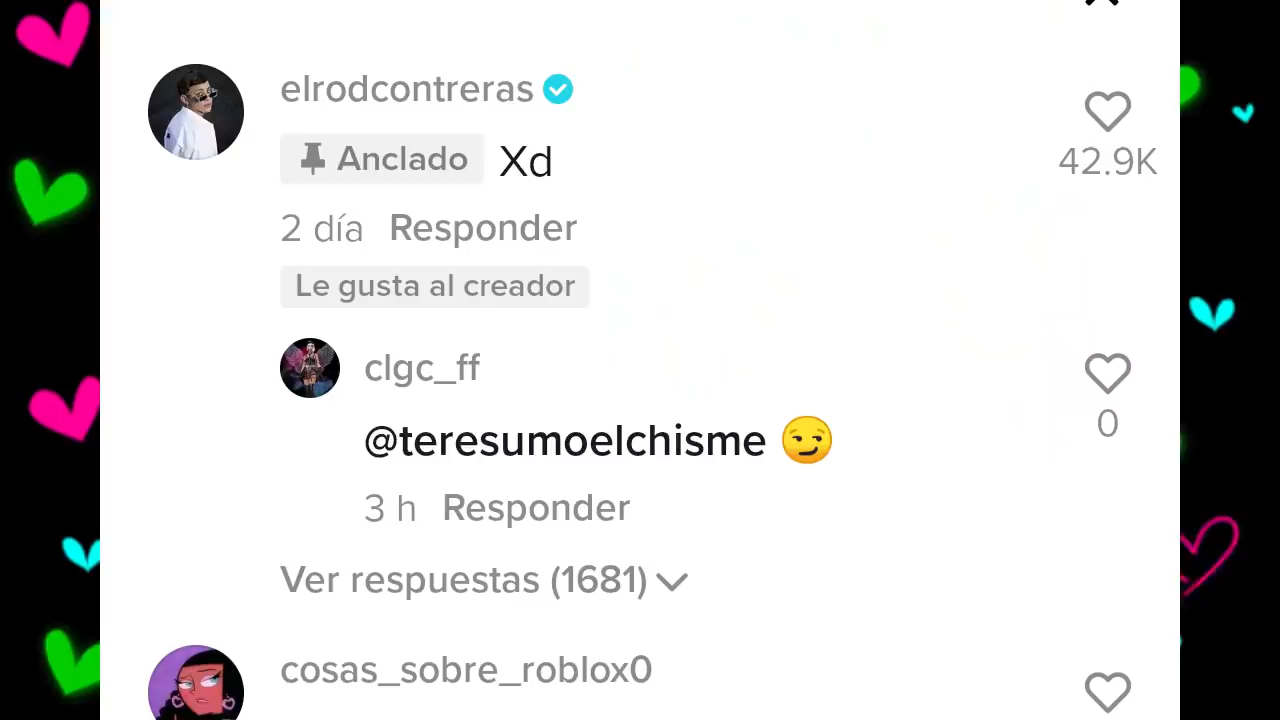 elrodcontreras
Anclado Xd
42.9K
2 día Responder
Le gusta al creador
clgc_ff
@teresumoelchisme 😏
0
3 h Responder
Ver respuestas (1681)
cosas_sobre_roblox0